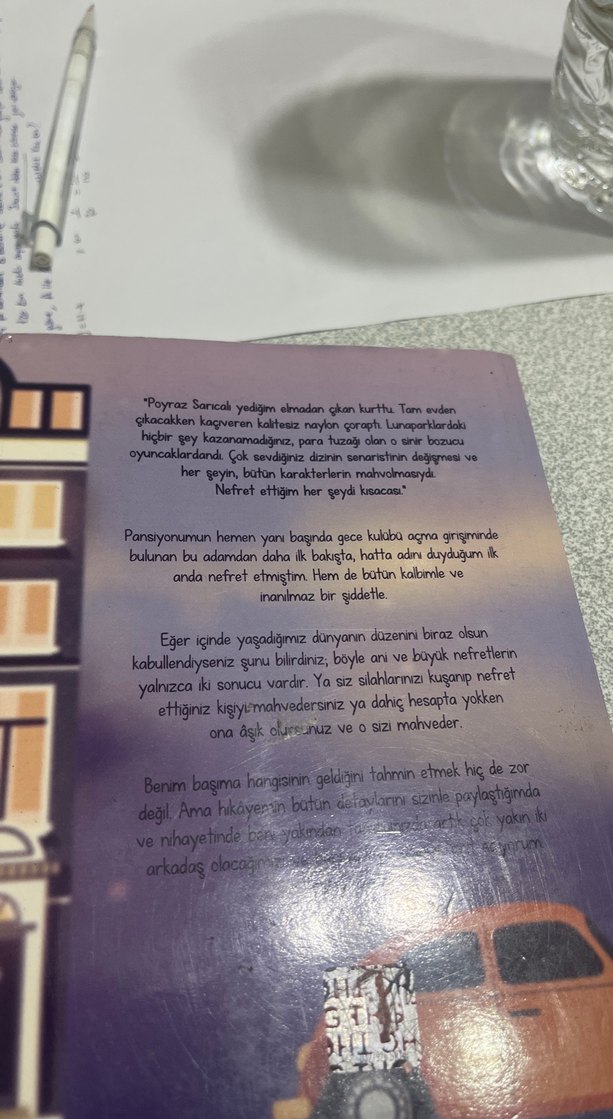 "Poyraz Sarıcalı yediğim elmadan çıkan kurttu. Tam evden
çıkacakken kaçıveren kalitesiz naylon çoraptı. Lunaparklardaki
hiçbir şey kazanamadığınız, para tuzağı olan o sinir bozucu
oyuncaklardandı. Çok sevdiğiniz dizinin senaristinin değişmesi ve
her şeyin, bütün karakterlerin mahvolmasıydı.
Nefret ettiğim her şeydi kısacası."
Pansiyonumun hemen yanı başında gece kulübü açma girişiminde
bulunan bu adamdan daha ilk bakışta, hatta adını duyduğum ilk
anda nefret etmiştim. Hem de bütün kalbimle ve
inanılmaz bir şiddetle.
Eğer içinde yaşadığımız dünyanın düzenini biraz olsun
kabullendiyseniz şunu bilirdiniz; böyle ani ve büyük nefretlerin
yalnızca iki sonucu vardır. Ya siz silahlarınızı kuşanıp nefret
ettiğiniz kişiyi mahvedersiniz ya dahiç hesapta yokken
ona âşık olursunuz ve o sizi mahveder.
Benim başıma hangisinin geldiğini tahmin etmek hiç de zor
değil. Ama hikâyemin bütün detaylarını sizinle paylaştığımda
ve nihayetinde beni yakından artık çok yakın iki
arkadaş